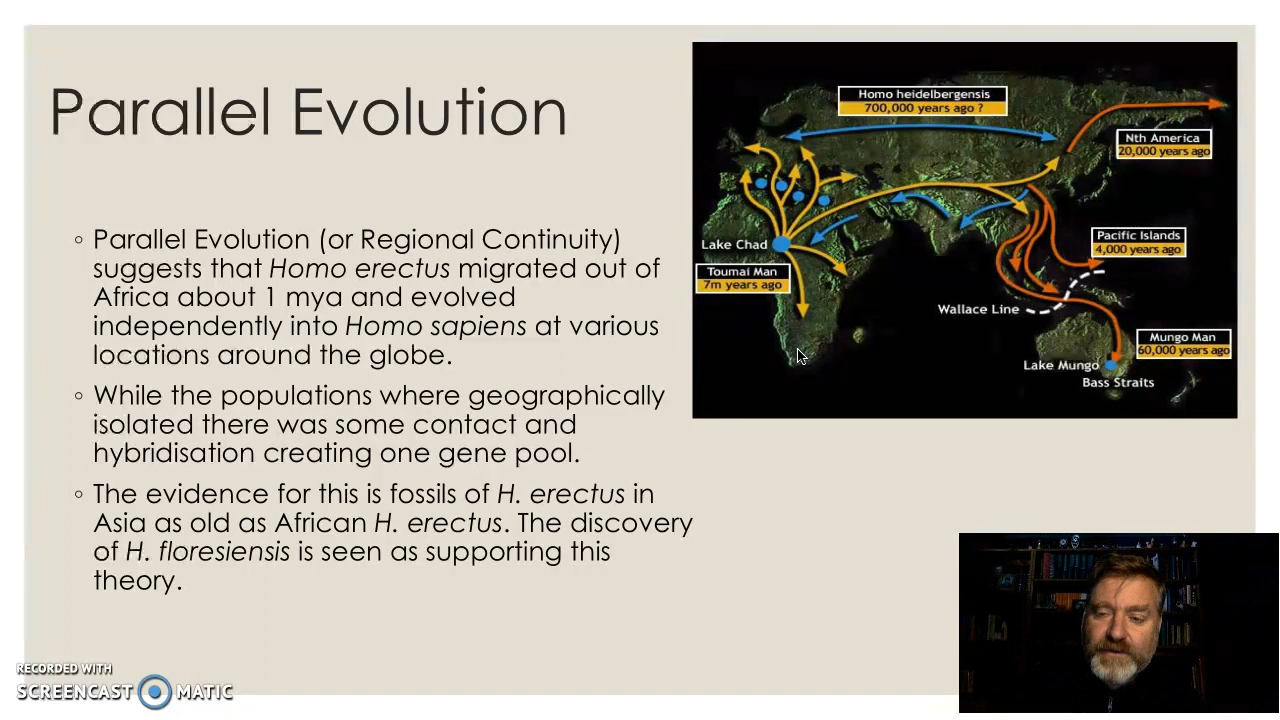 Parallel Evolution
◦ Parallel Evolution (or Regional Continuity)
suggests that Homo erectus migrated out of
Africa about 1 mya and evolved
independently into Homo sapiens at various
locations around the globe.
◦ While the populations where geographically
isolated there was some contact and
hybridisation creating one gene pool.
◦ The evidence for this is fossils of H. erectus in
Asia as old as African H. erectus. The discovery
of H. floresiensis is seen as supporting this
theory.
Homo heidelbergensis
700,000 years ago ?
Nth America
20,000 years ago
Lake Chad
Toumai Man
7m years ago
Pacific Islands
4,000 years ago
Wallace Line
Mungo Man
60,000 years ago
Lake Mungo
Bass Straits
RECORDED WITH
SCREENCAST MATIC